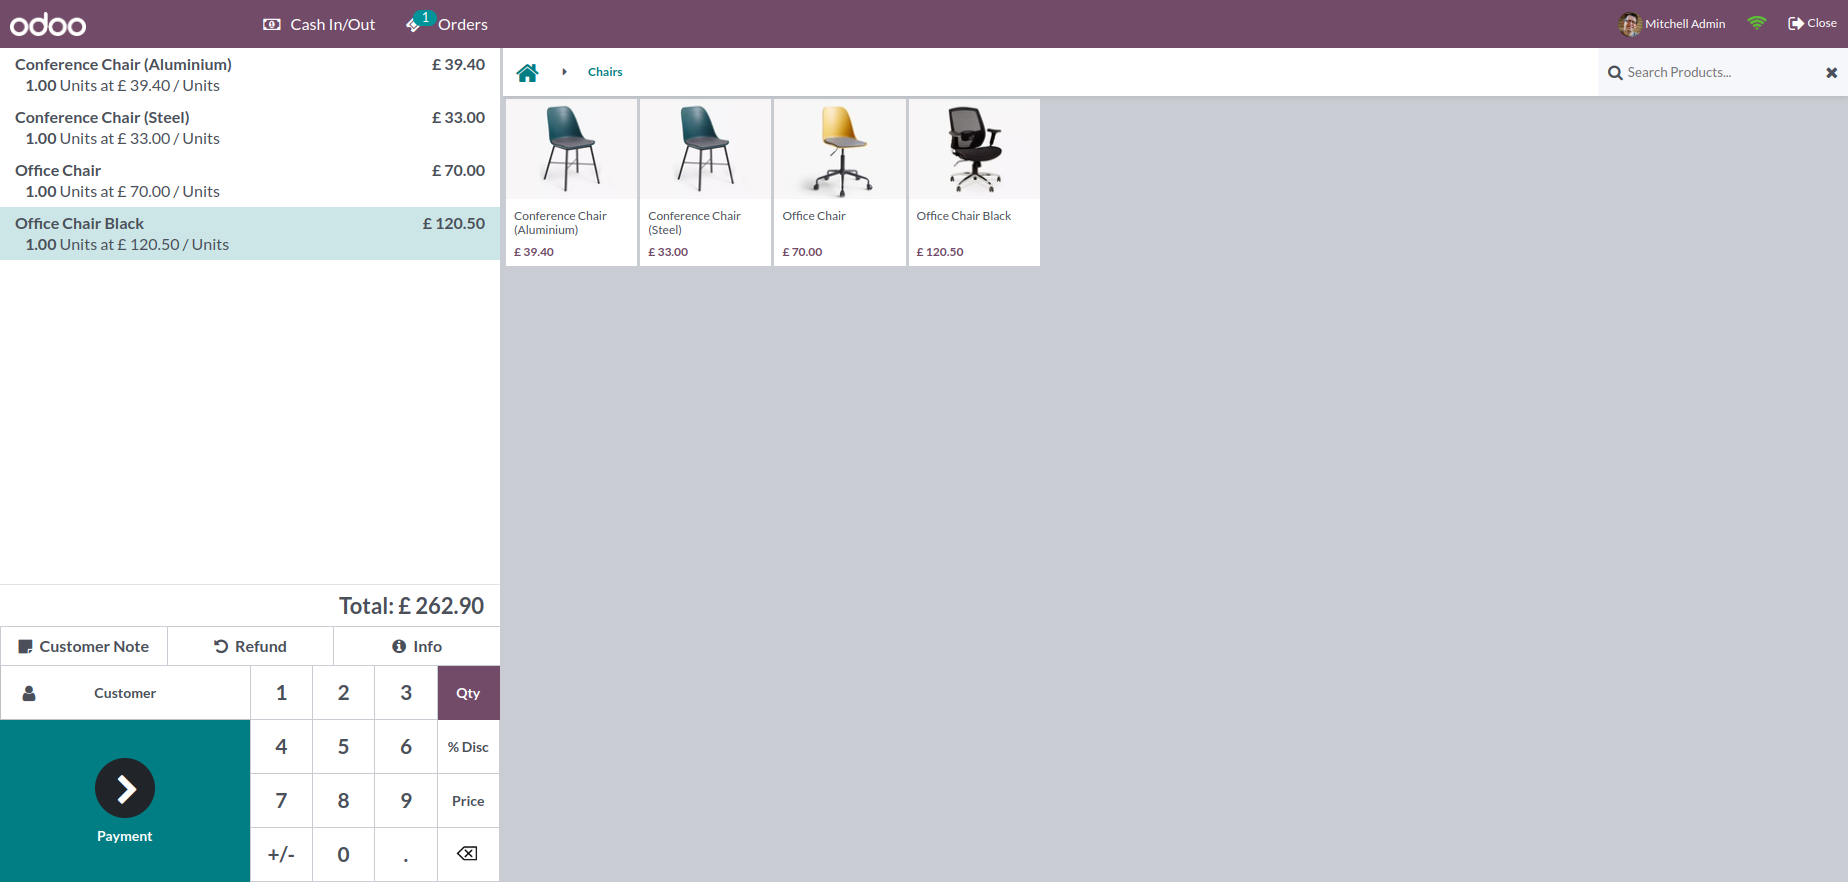 odoo
Cash In/Out
1
Orders
Mitchell Admin
Close
Conference Chair (Aluminium) £ 39.40
1.00 Units at £ 39.40 / Units
Conference Chair (Steel) £ 33.00
1.00 Units at £ 33.00 / Units
Office Chair £ 70.00
1.00 Units at £ 70.00 / Units
Office Chair Black £ 120.50
1.00 Units at £ 120.50 / Units
Total: £ 262.90
Customer Note
Refund
Info
Customer
1 2 3 Qty
4 5 6 % Disc
7 8 9 Price
+/- 0 .
Payment
Chairs
Search Products...
Conference Chair
(Aluminium)
£ 39.40
Conference Chair
(Steel)
£ 33.00
Office Chair
£ 70.00
Office Chair Black
£ 120.50